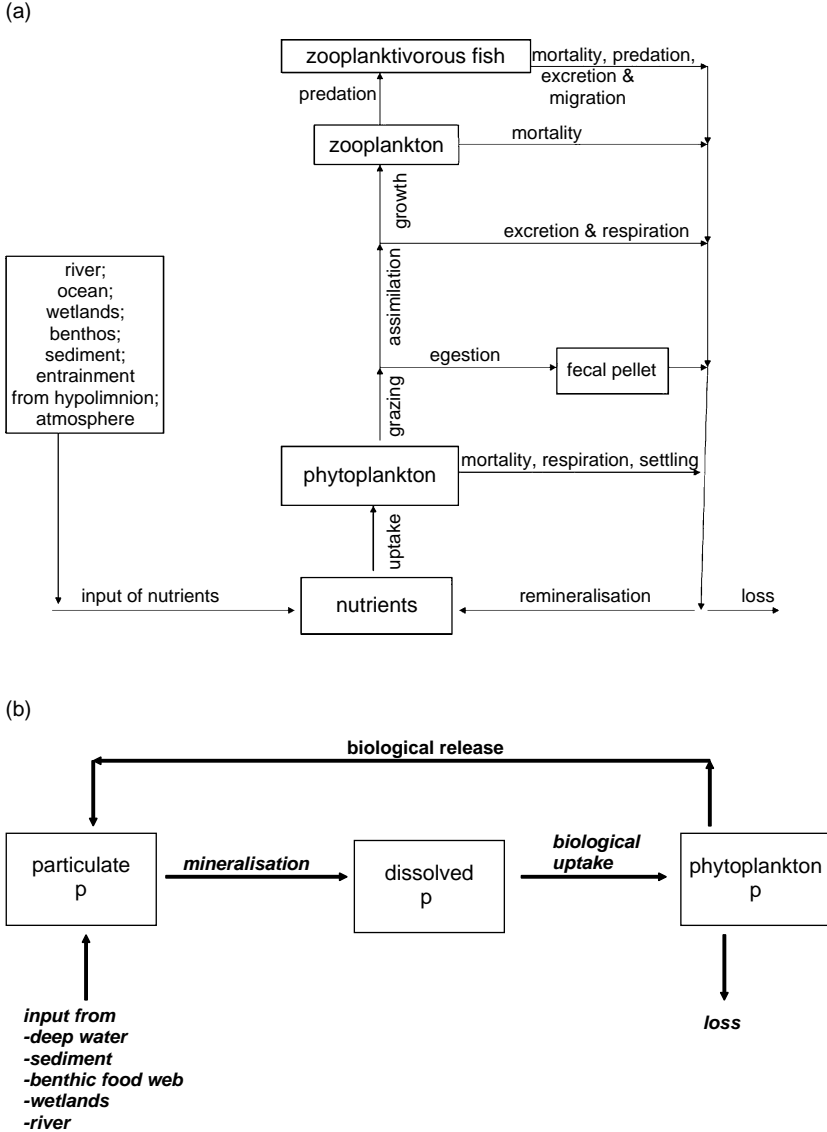 (a)
zooplanktivorous fish
mortality, predation,
excretion &
migration
predation
zooplankton
mortality
growth
excretion & respiration
assimilation
river;
ocean;
wetlands;
benthos;
sediment;
entrainment
from hypolimnion;
atmosphere
egestion
fecal pellet
grazing
phytoplankton
mortality, respiration, settling
uptake
input of nutrients
nutrients
remineralisation
loss
(b)
biological release
particulate
p
mineralisation
dissolved
p
biological
uptake
phytoplankton
p
input from
-deep water
-sediment
-benthic food web
-wetlands
-river
loss